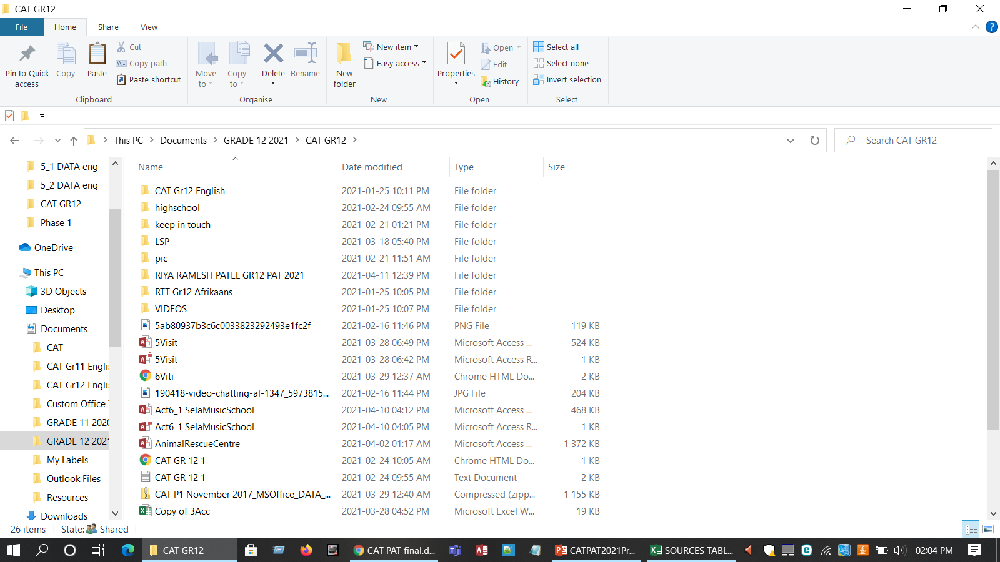 CAT GR12
File Home Share View
Pin to Quick access
Copy
Paste
Cut
Copy path
Paste shortcut
Clipboard
Move to
Copy to
Delete
Rename
Organise
New folder
New item
Easy access
New
Properties
Open
Edit
History
Open
Select all
Select none
Invert selection
Select
This PC > Documents > GRADE 12 2021 > CAT GR12 >
Search CAT GR12
5_1 DATA eng
5_2 DATA eng
CAT GR12
Phase 1
OneDrive
This PC
3D Objects
Desktop
Documents
CAT
CAT Gr11 Engli
CAT Gr12 Engli
Custom Office
GRADE 11 2020
GRADE 12 2021
My Labels
Outlook Files
Resources
Downloads
Name Date modified Type Size
CAT Gr12 English 2021-01-25 10:11 PM File folder
highschool 2021-02-24 09:55 AM File folder
keep in touch 2021-02-21 01:21 PM File folder
LSP 2021-03-18 05:40 PM File folder
pic 2021-02-21 11:51 AM File folder
RIYA RAMESH PATEL GR12 PAT 2021 2021-04-11 12:39 PM File folder
RTT Gr12 Afrikaans 2021-01-25 10:05 PM File folder
VIDEOS 2021-01-25 10:07 PM File folder
5ab80937b3c6c0033823292493e1fc2f 2021-02-16 11:46 PM PNG File 119 KB
5Visit 2021-03-28 06:49 PM Microsoft Access ... 524 KB
5Visit 2021-03-28 06:42 PM Microsoft Access R... 1 KB
6Viti 2021-03-29 12:37 AM Chrome HTML Do... 2 KB
190418-video-chatting-al-1347_5973815... 2021-02-16 11:44 PM JPG File 204 KB
Act6_1 SelaMusicSchool 2021-04-10 04:12 PM Microsoft Access ... 468 KB
Act6_1 SelaMusicSchool 2021-04-10 04:05 PM Microsoft Access R... 1 KB
AnimalRescueCentre 2021-04-02 01:17 AM Microsoft Access ... 1 372 KB
CAT GR 12 1 2021-02-24 10:05 AM Chrome HTML Do... 1 KB
CAT GR 12 1 2021-02-24 09:55 AM Text Document 2 KB
CAT P1 November 2017_MSOffice_DATA_... 2021-03-29 12:40 AM Compressed (zipp... 1 155 KB
Copy of 3Acc 2021-03-28 04:52 PM Microsoft Excel W... 19 KB
26 items State: Shared
CAT GR12 CAT PAT final.d... CATPAT2021Pr... SOURCES TABL... 02:04 PM